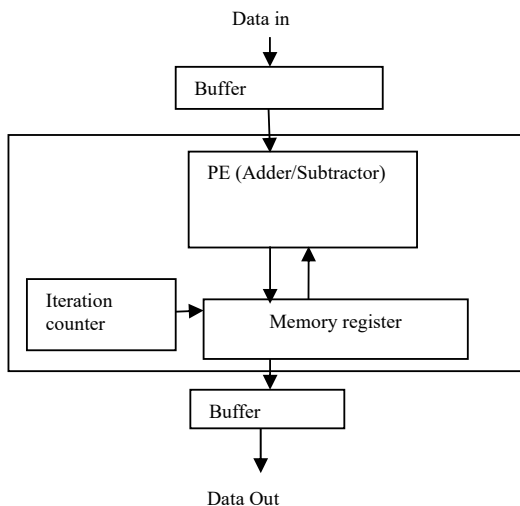 Data in
Buffer
PE (Adder/Subtractor)
Iteration
counter
Memory register
Buffer
Data Out